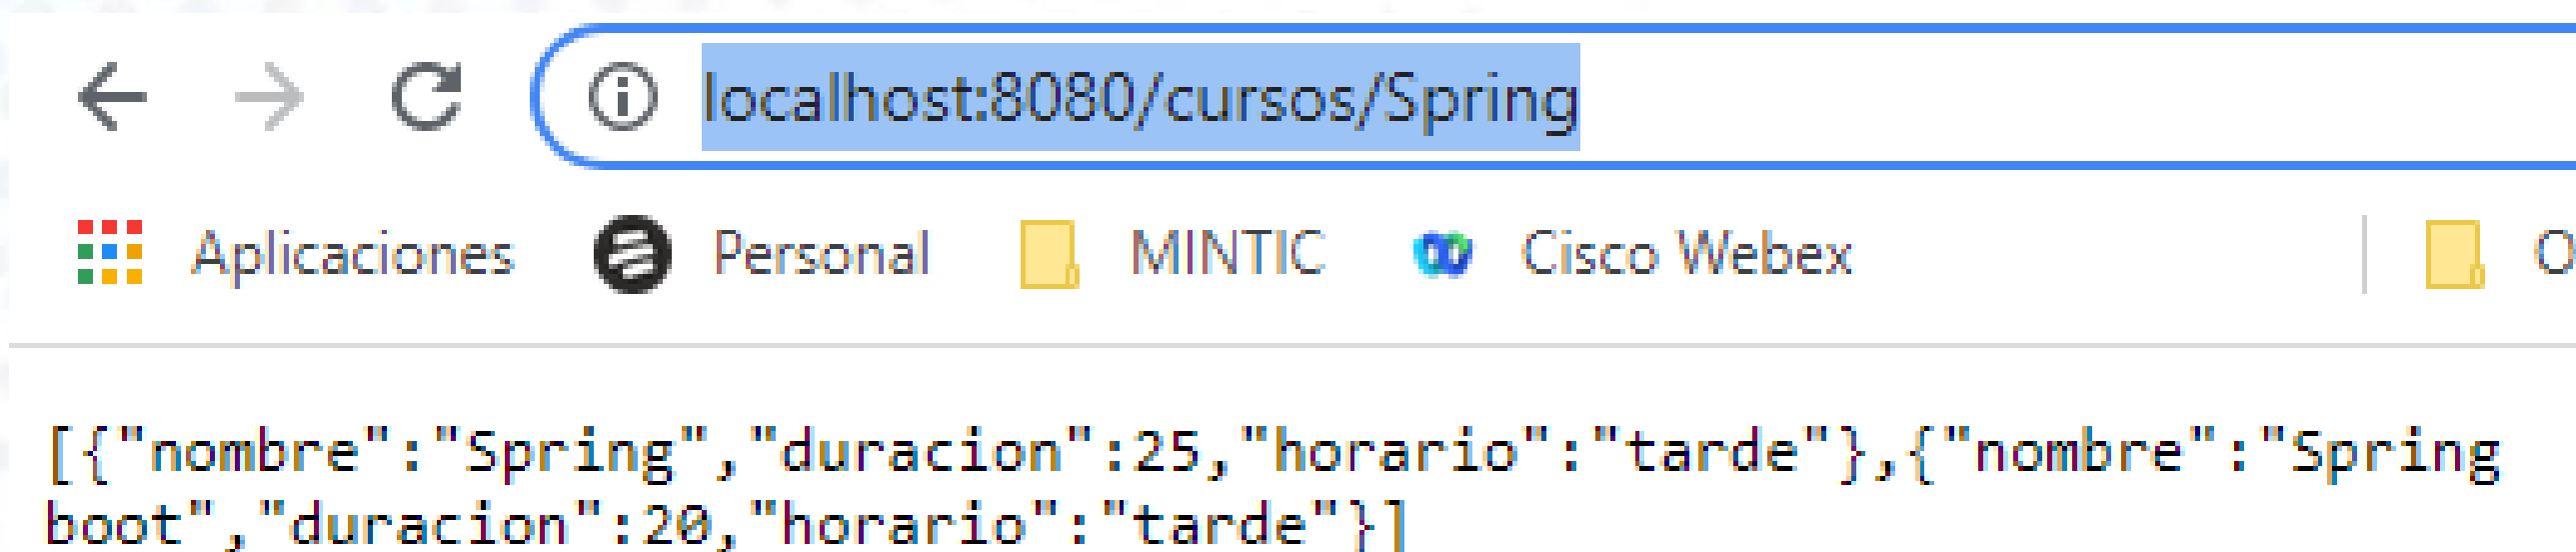 localhost:8080/cursos/Spring
Aplicaciones Personal MINTIC Cisco Webex O
[{"nombre":"Spring","duracion":25,"horario":"tarde"},{"nombre":"Spring
boot","duracion":20,"horario":"tarde"}]